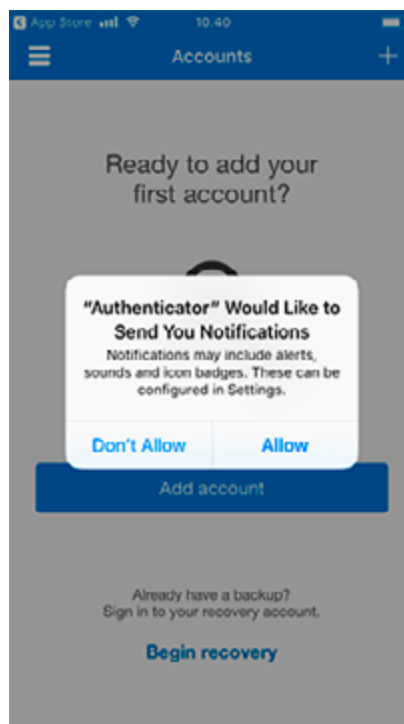 App Store 10.40
Accounts
Ready to add your
first account?
"Authenticator" Would Like to
Send You Notifications
Notifications may include alerts,
sounds and icon badges. These can be
configured in Settings.
Don't Allow Allow
Add account
Already have a backup?
Sign in to your recovery account.
Begin recovery